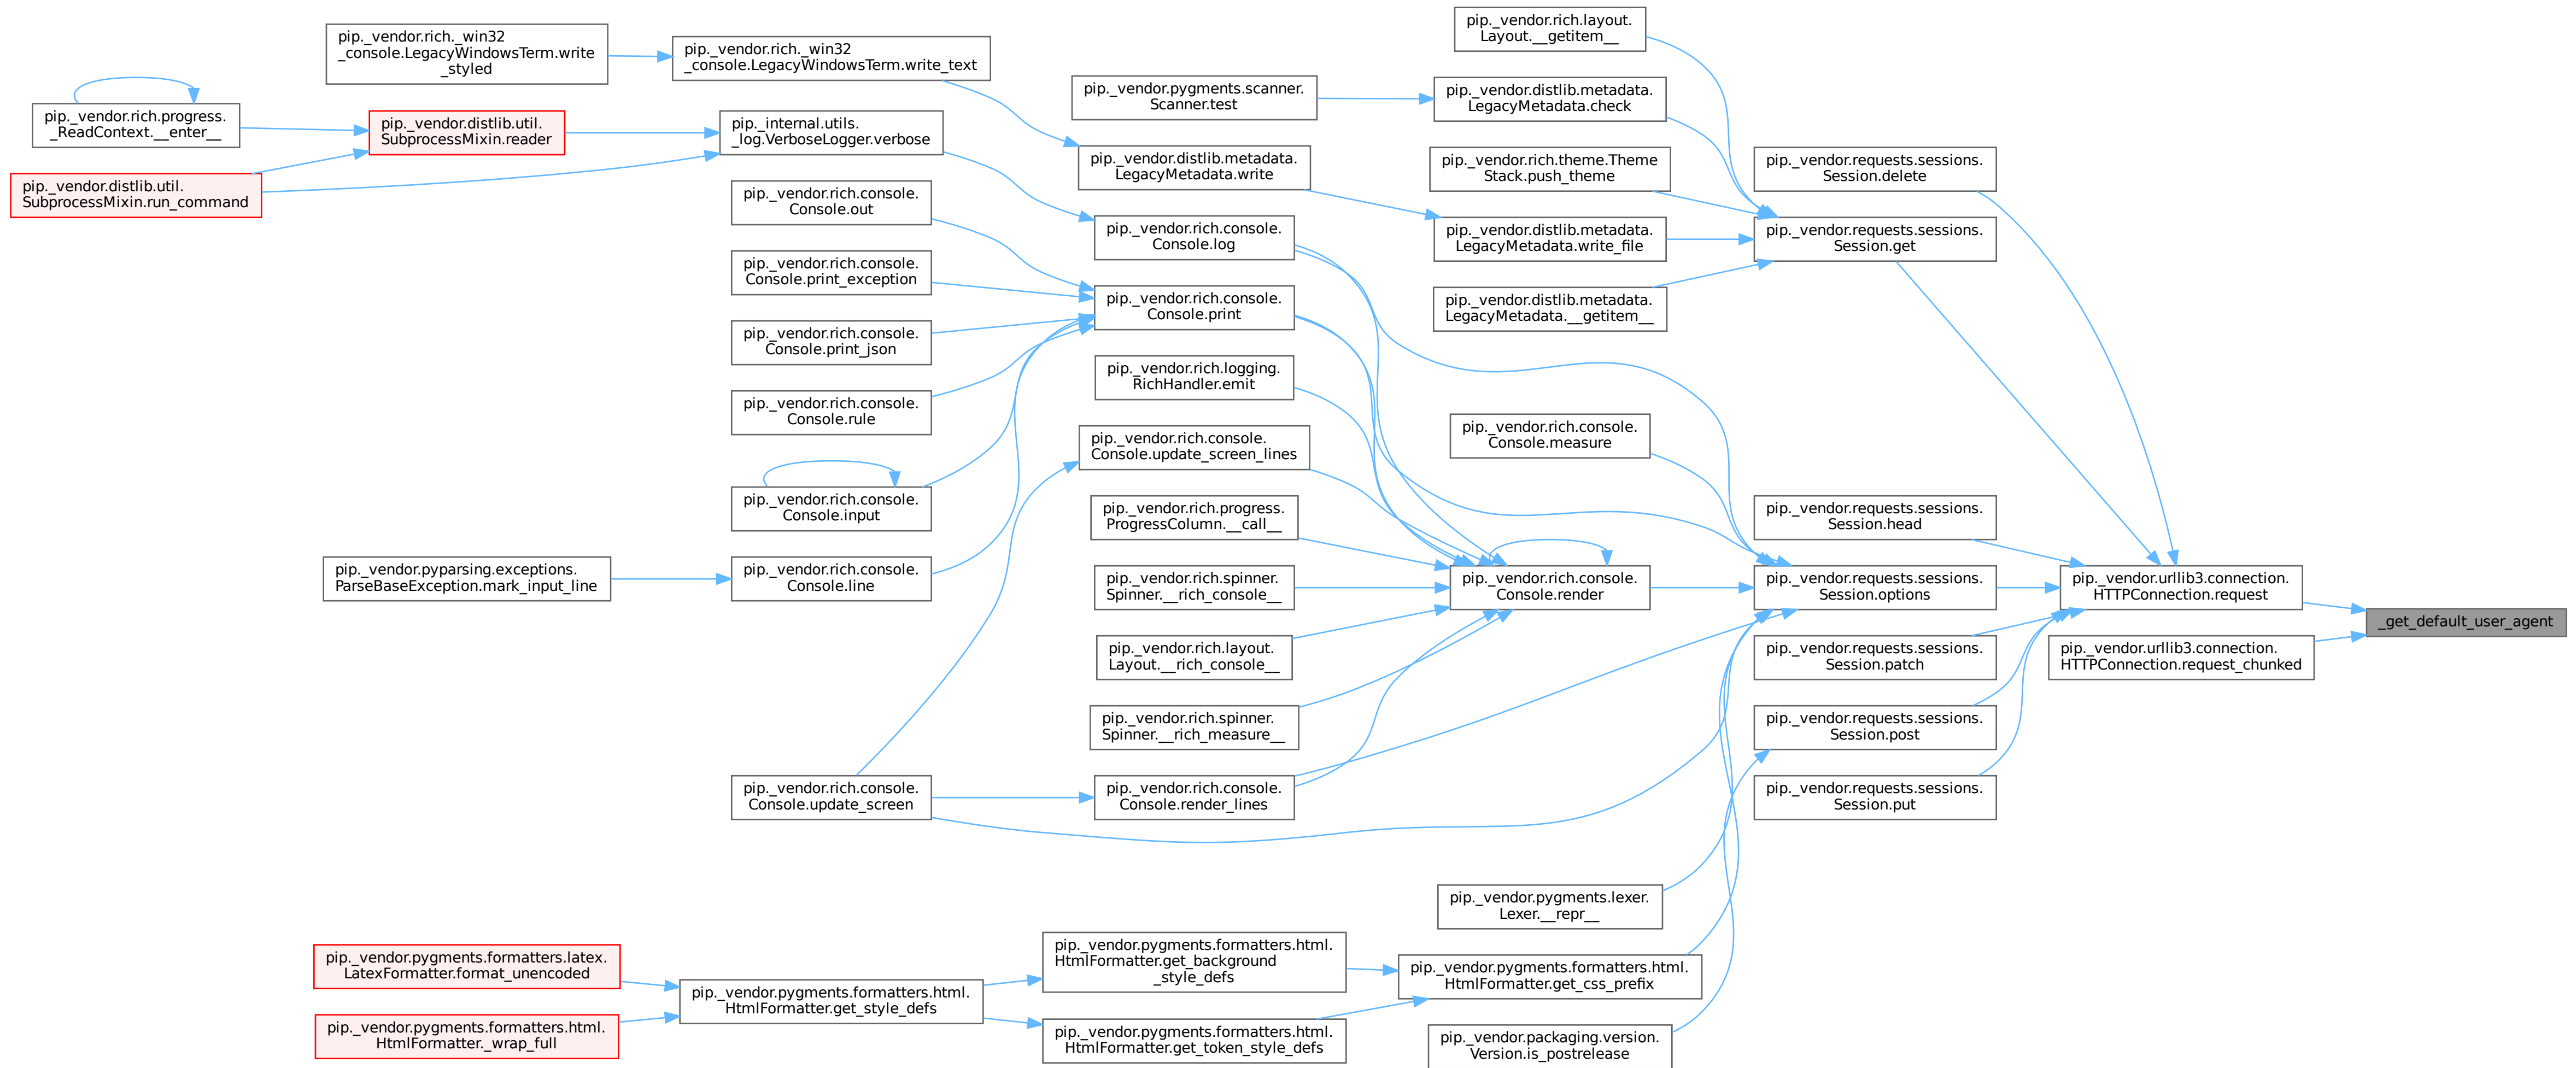 pip._vendor.rich.layout.
Layout.__getitem__
pip._vendor.rich._win32
_console.LegacyWindowsTerm.write
_styled
pip._vendor.rich._win32
_console.LegacyWindowsTerm.write_text
pip._vendor.pygments.scanner.
Scanner.test
pip._vendor.distlib.metadata.
LegacyMetadata.check
pip._vendor.rich.progress.
_ReadContext.__enter__
pip._vendor.distlib.util.
SubprocessMixin.reader
pip._internal.utils.
_log.VerboseLogger.verbose
pip._vendor.distlib.metadata.
LegacyMetadata.write
pip._vendor.rich.theme.Theme
Stack.push_theme
pip._vendor.requests.sessions.
Session.delete
pip._vendor.distlib.util.
SubprocessMixin.run_command
pip._vendor.rich.console.
Console.out
pip._vendor.rich.console.
Console.log
pip._vendor.distlib.metadata.
LegacyMetadata.write_file
pip._vendor.requests.sessions.
Session.get
pip._vendor.rich.console.
Console.print_exception
pip._vendor.rich.console.
Console.print
pip._vendor.distlib.metadata.
LegacyMetadata.__getitem__
pip._vendor.rich.console.
Console.print_json
pip._vendor.rich.logging.
RichHandler.emit
pip._vendor.rich.console.
Console.rule
pip._vendor.rich.console.
Console.update_screen_lines
pip._vendor.rich.console.
Console.measure
pip._vendor.rich.console.
Console.input
pip._vendor.rich.progress.
ProgressColumn.__call__
pip._vendor.requests.sessions.
Session.head
pip._vendor.pyparsing.exceptions.
ParseBaseException.mark_input_line
pip._vendor.rich.console.
Console.line
pip._vendor.rich.spinner.
Spinner.__rich_console__
pip._vendor.rich.console.
Console.render
pip._vendor.requests.sessions.
Session.options
pip._vendor.urllib3.connection.
HTTPConnection.request
_get_default_user_agent
pip._vendor.rich.layout.
Layout.__rich_console__
pip._vendor.requests.sessions.
Session.patch
pip._vendor.urllib3.connection.
HTTPConnection.request_chunked
pip._vendor.rich.spinner.
Spinner.__rich_measure__
pip._vendor.requests.sessions.
Session.post
pip._vendor.rich.console.
Console.update_screen
pip._vendor.rich.console.
Console.render_lines
pip._vendor.requests.sessions.
Session.put
pip._vendor.pygments.lexer.
Lexer.__repr__
pip._vendor.pygments.formatters.latex.
LatexFormatter.format_unencoded
pip._vendor.pygments.formatters.html.
HtmlFormatter.get_background
_style_defs
pip._vendor.pygments.formatters.html.
HtmlFormatter.get_css_prefix
pip._vendor.pygments.formatters.html.
HtmlFormatter.get_style_defs
pip._vendor.pygments.formatters.html.
HtmlFormatter._wrap_full
pip._vendor.pygments.formatters.html.
HtmlFormatter.get_token_style_defs
pip._vendor.packaging.version.
Version.is_postrelease